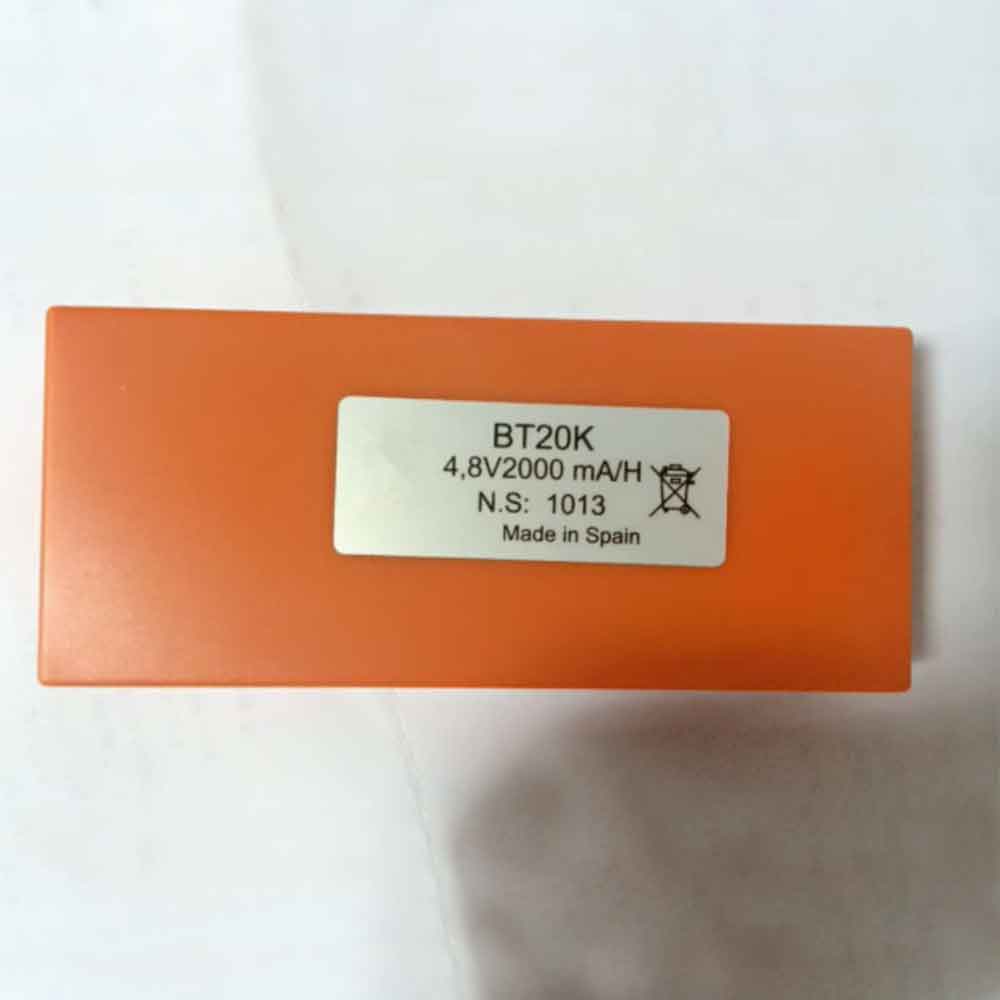 BT20K
4,8V2000 mA/H
N.S: 1013
Made in Spain